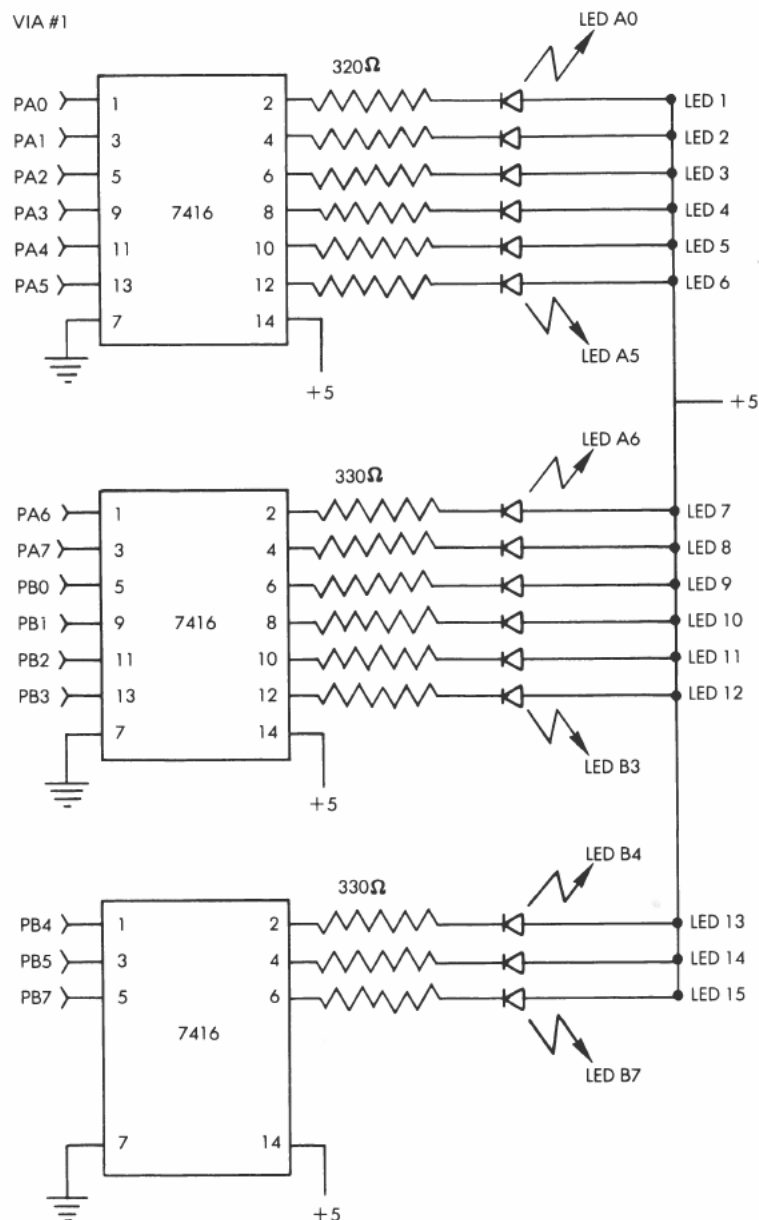 VIA #1
LED A0
320Ω
PA0 1 2 LED 1
PA1 3 4 LED 2
PA2 5 6 LED 3
PA3 9 7416 8 LED 4
PA4 11 10 LED 5
PA5 13 12 LED 6
7 14
LED A5
+5
+5
LED A6
330Ω
PA6 1 2 LED 7
PA7 3 4 LED 8
PB0 5 6 LED 9
PB1 9 7416 8 LED 10
PB2 11 10 LED 11
PB3 13 12 LED 12
7 14
LED B3
+5
LED B4
330Ω
PB4 1 2 LED 13
PB5 3 4 LED 14
PB7 5 6 LED 15
7416
LED B7
7 14
+5